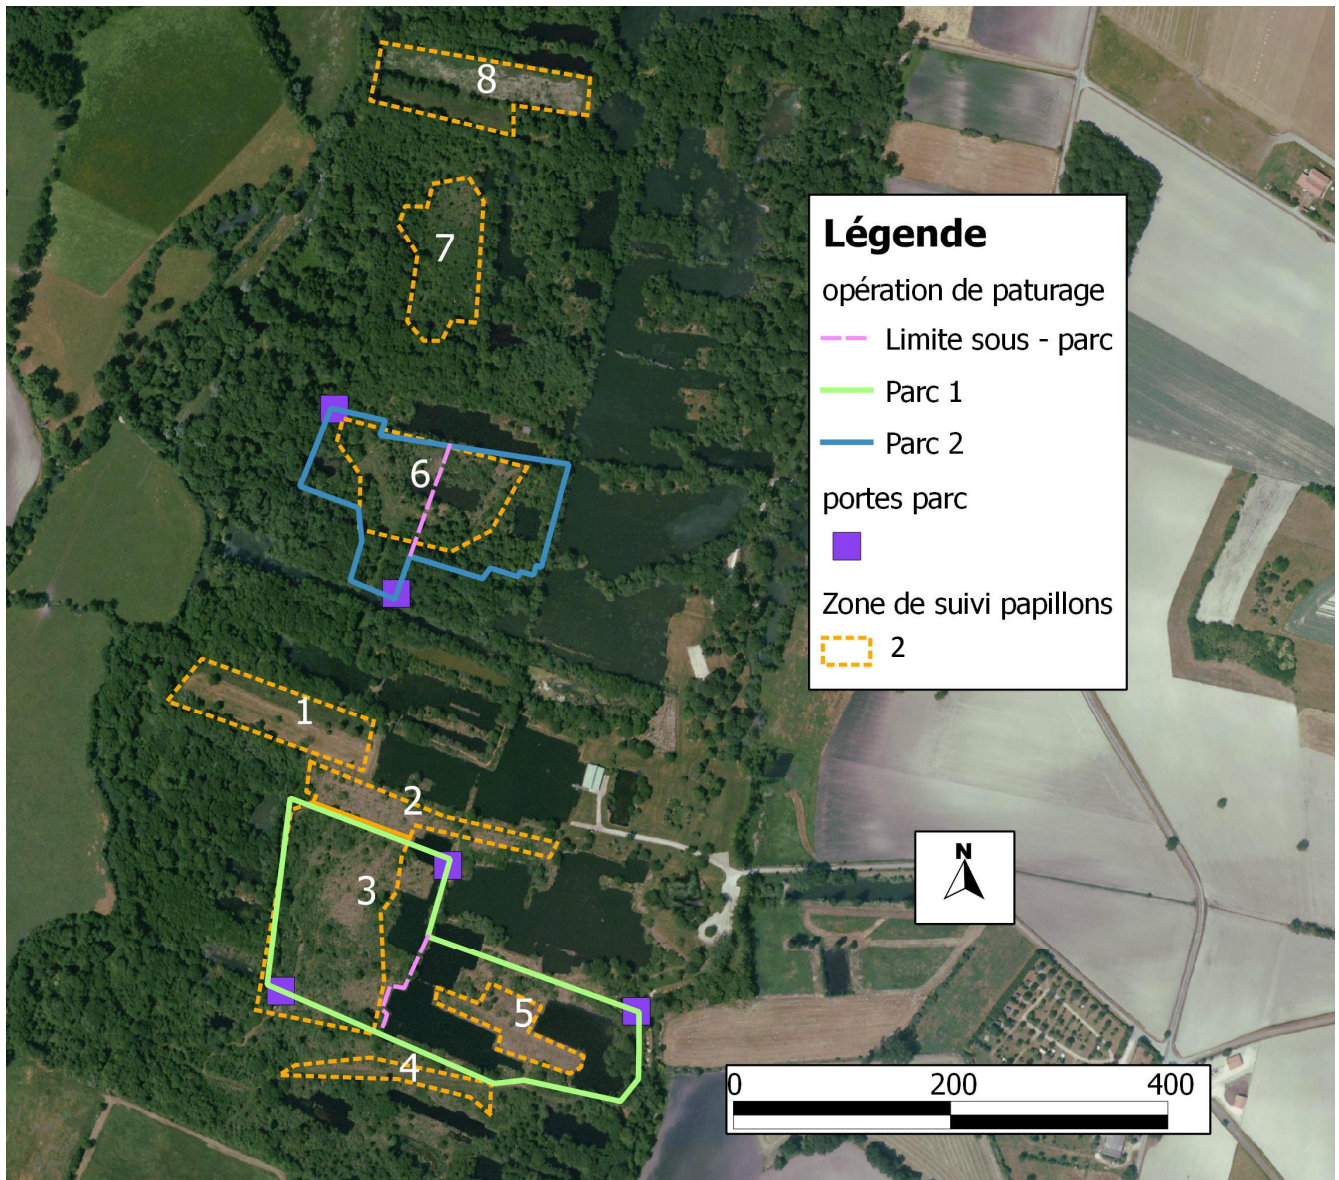 8
7
Légende
opération de paturage
Limite sous - parc
Parc 1
Parc 2
portes parc
Zone de suivi papillons
2
6
1
2
3
N
5
4
0 200 400